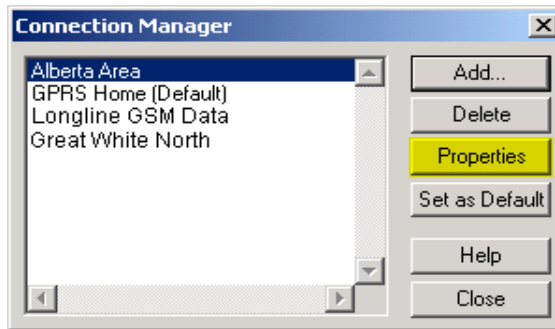 Connection Manager
Alberta Area
GPRS Home (Default)
Longline GSM Data
Great White North
Add...
Delete
Properties
Set as Default
Help
Close